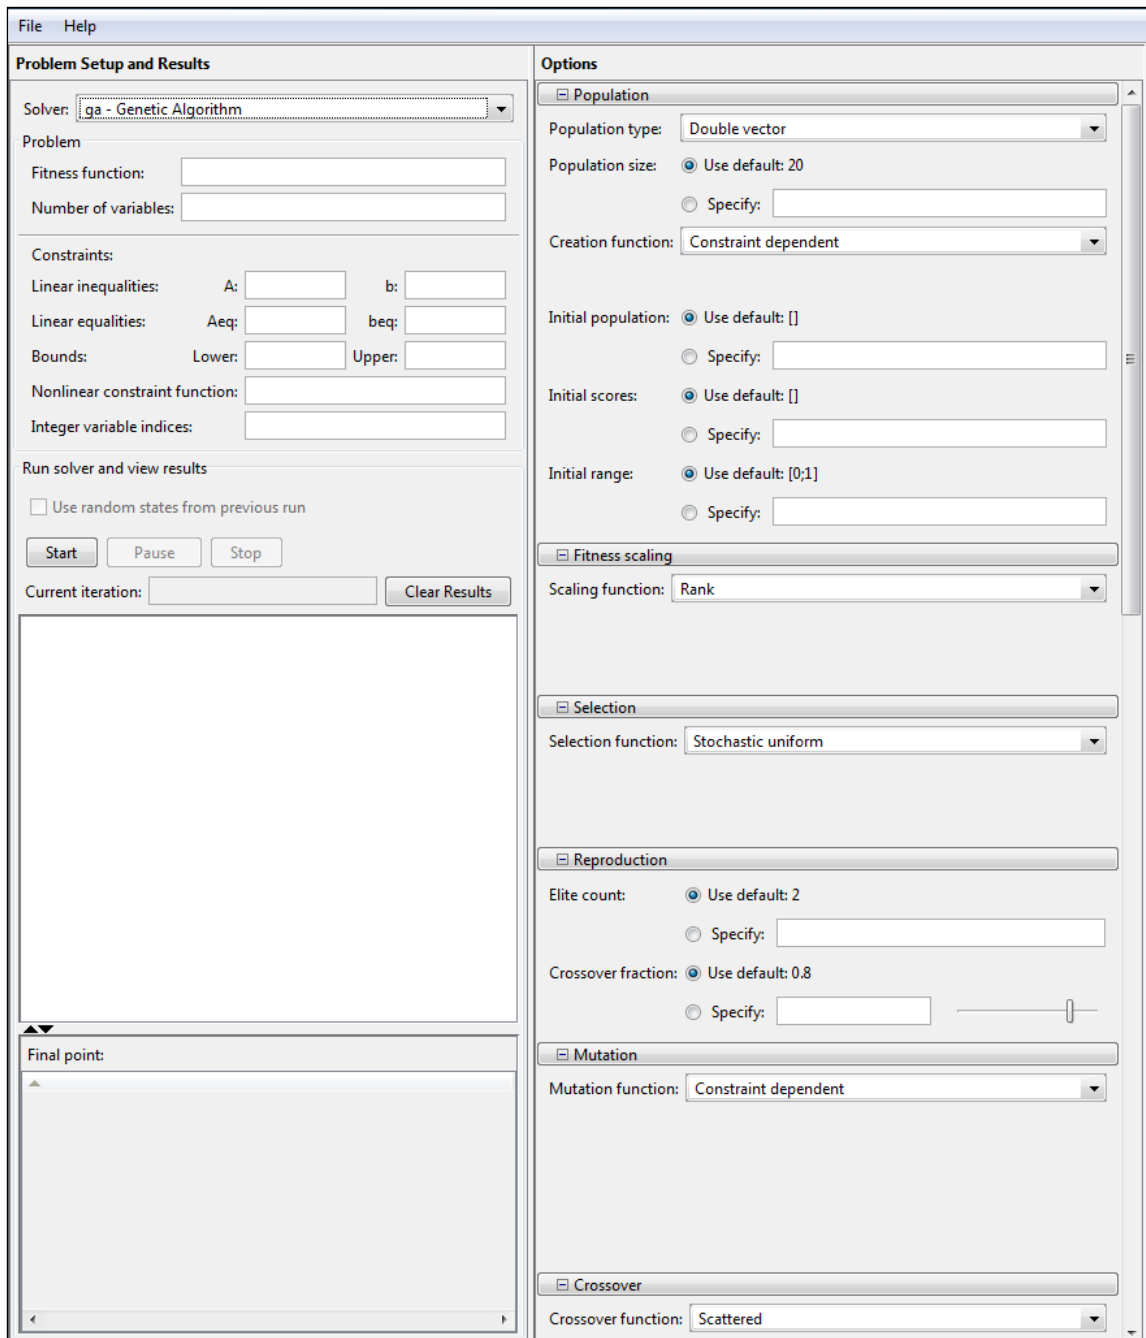 File Help
Problem Setup and Results
Solver: ga - Genetic Algorithm
Problem
Fitness function:
Number of variables:
Constraints:
Linear inequalities: A: b:
Linear equalities: Aeq: beq:
Bounds: Lower: Upper:
Nonlinear constraint function:
Integer variable indices:
Run solver and view results
Use random states from previous run
Start Pause Stop
Current iteration: Clear Results
Final point:
Options
Population
Population type: Double vector
Population size: Use default: 20
Specify:
Creation function: Constraint dependent
Initial population: Use default: []
Specify:
Initial scores: Use default: []
Specify:
Initial range: Use default: [0;1]
Specify:
Fitness scaling
Scaling function: Rank
Selection
Selection function: Stochastic uniform
Reproduction
Elite count: Use default: 2
Specify:
Crossover fraction: Use default: 0.8
Specify:
Mutation
Mutation function: Constraint dependent
Crossover
Crossover function: Scattered